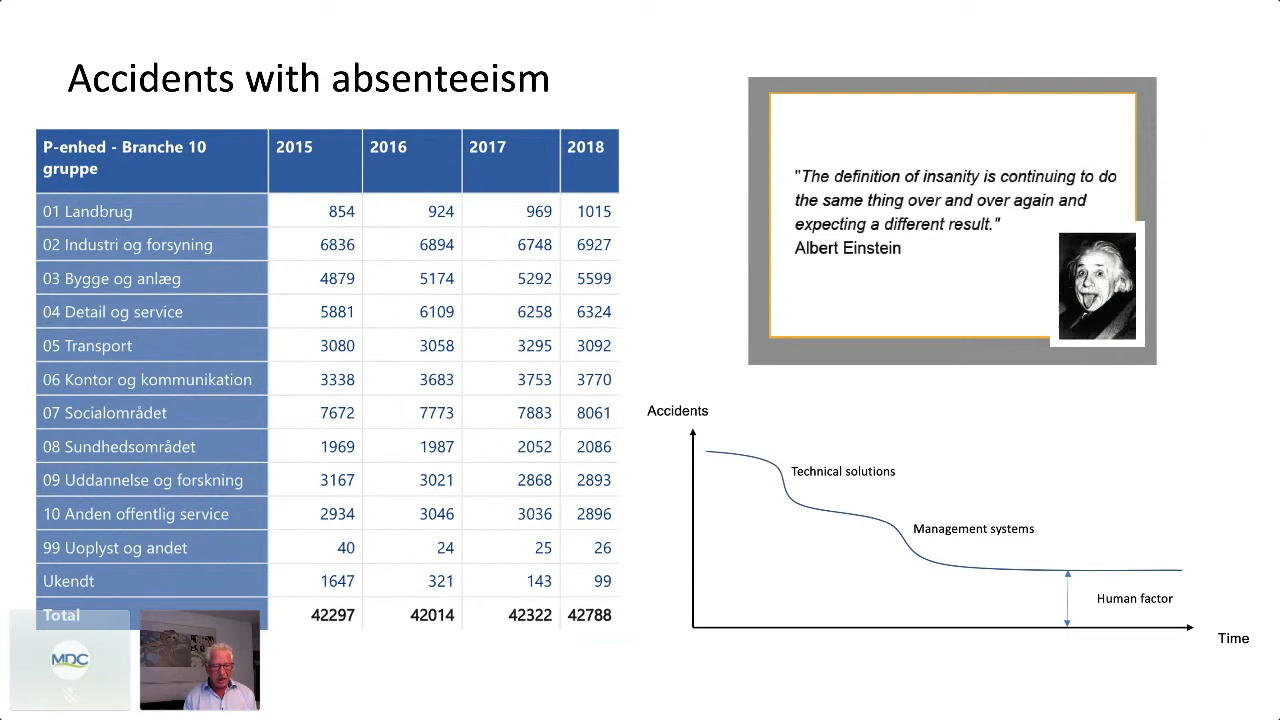 Accidents with absenteeism
P-enhed - Branche 10 gruppe 2015 2016 2017 2018
01 Landbrug 854 924 969 1015
02 Industri og forsyning 6836 6894 6748 6927
03 Bygge og anlæg 4879 5174 5292 5599
04 Detail og service 5881 6109 6258 6324
05 Transport 3080 3058 3295 3092
06 Kontor og kommunikation 3338 3683 3753 3770
07 Socialområdet 7672 7773 7883 8061
08 Sundhedsområdet 1969 1987 2052 2086
09 Uddannelse og forskning 3167 3021 2868 2893
10 Anden offentlig service 2934 3046 3036 2896
99 Uoplyst og andet 40 24 25 26
Ukendt 1647 321 143 99
Total 42297 42014 42322 42788
"The definition of insanity is continuing to do
the same thing over and over again and
expecting a different result."
Albert Einstein
Accidents
Technical solutions
Management systems
Human factor
Time
MDC